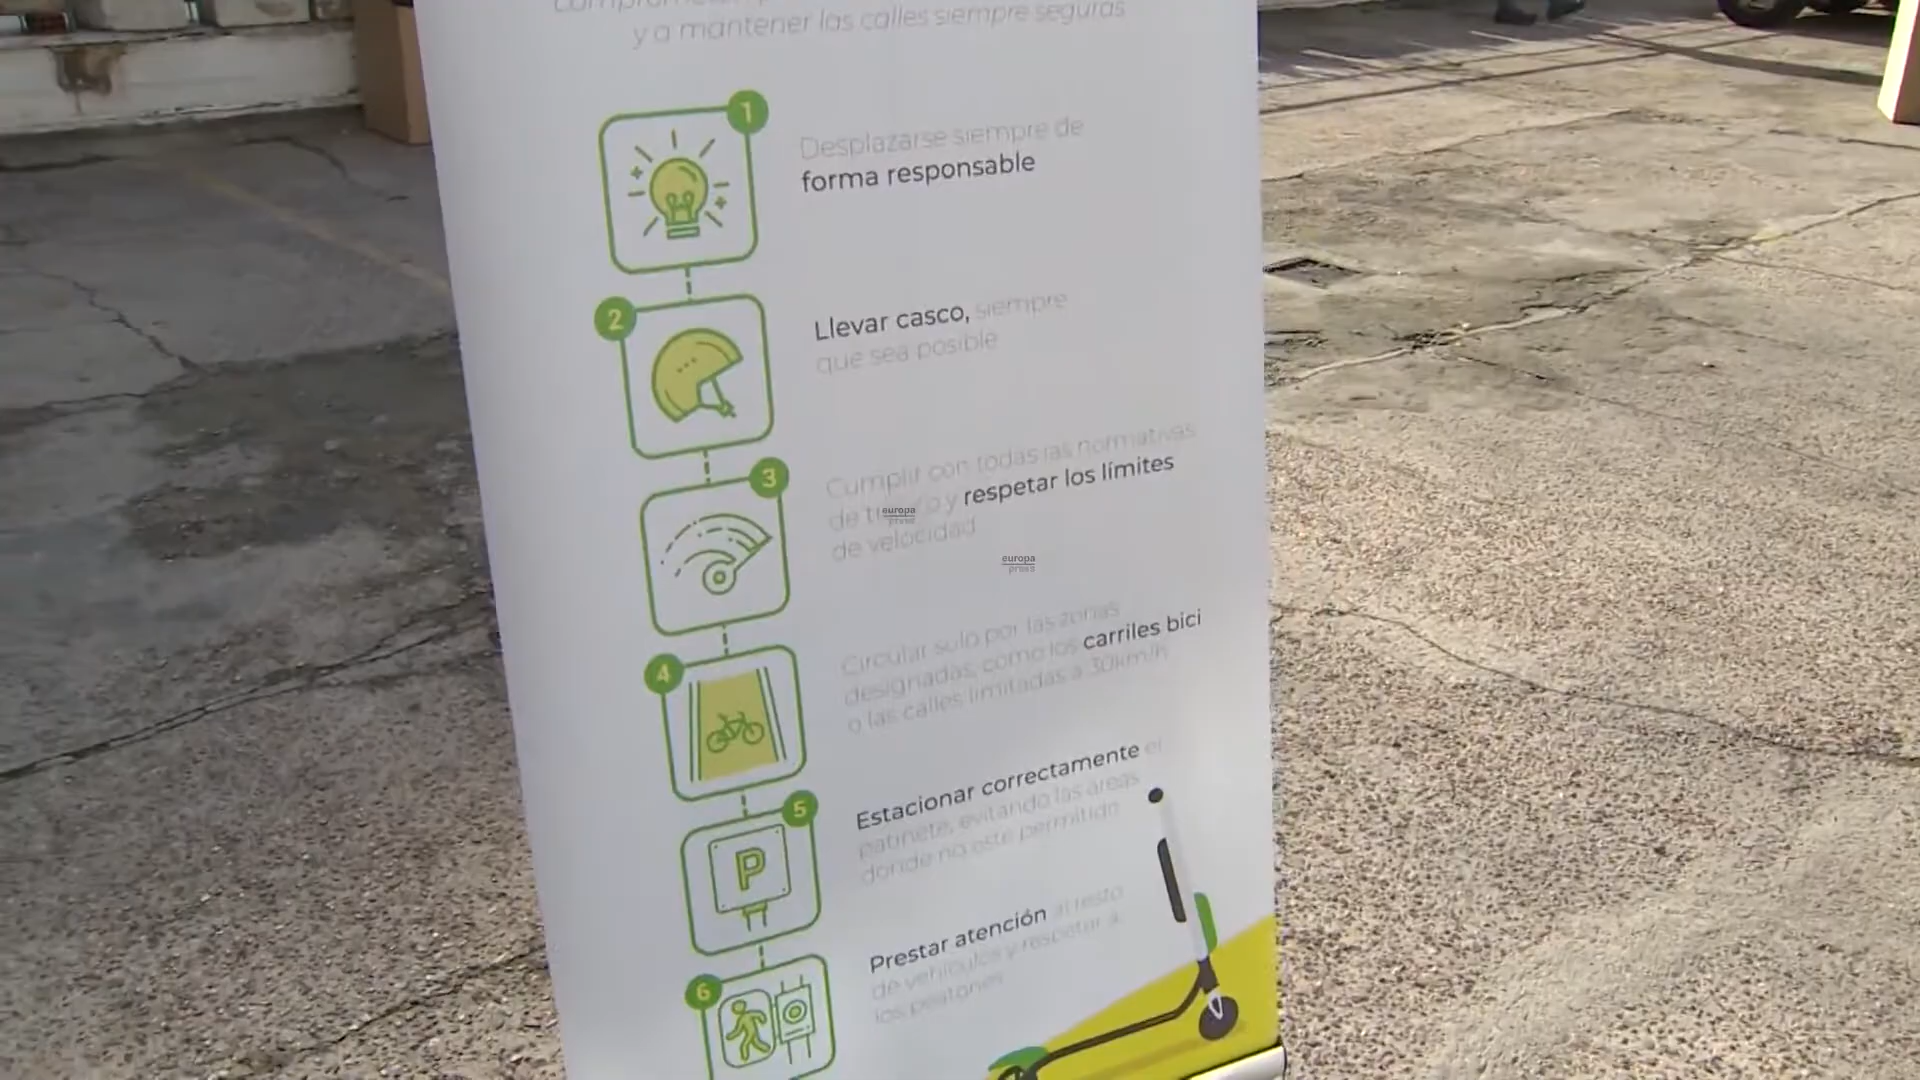 y a mantener las calles siempre seguras
1
Desplazarse siempre de
forma responsable
2
Llevar casco, siempre
que sea posible
3
Cumplir con todas las normativas
de y respetar los límites
de velocidad
europa
press
europa
press
4
Circular solo por las zonas
designadas, como los carriles bici
o las calles limitadas a 30km/h
5
Estacionar correctamente el
patinete, evitando las áreas
donde no esté permitido
P
6
Prestar atención al resto
de vehículos y respetar a
los peatones